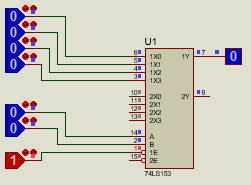 0
0
0
0
0
0
1
U1
6 1X0 1Y 7 0
5 1X1
4 1X2
3 1X3
10 2X0 2Y 9
11 2X1
12 2X2
13 2X3
14 A
2 B
1 1E
15 2E
74LS153